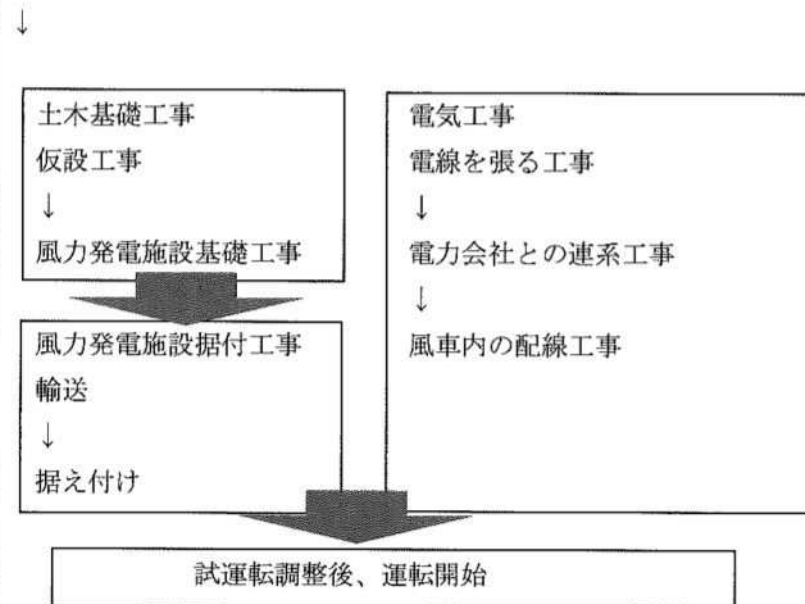 ↓
土木基礎工事
仮設工事
↓
風力発電施設基礎工事
風力発電施設据付工事
輸送
↓
据え付け
電気工事
電線を張る工事
↓
電力会社との連系工事
↓
風車内の配線工事
試運転調整後、運転開始